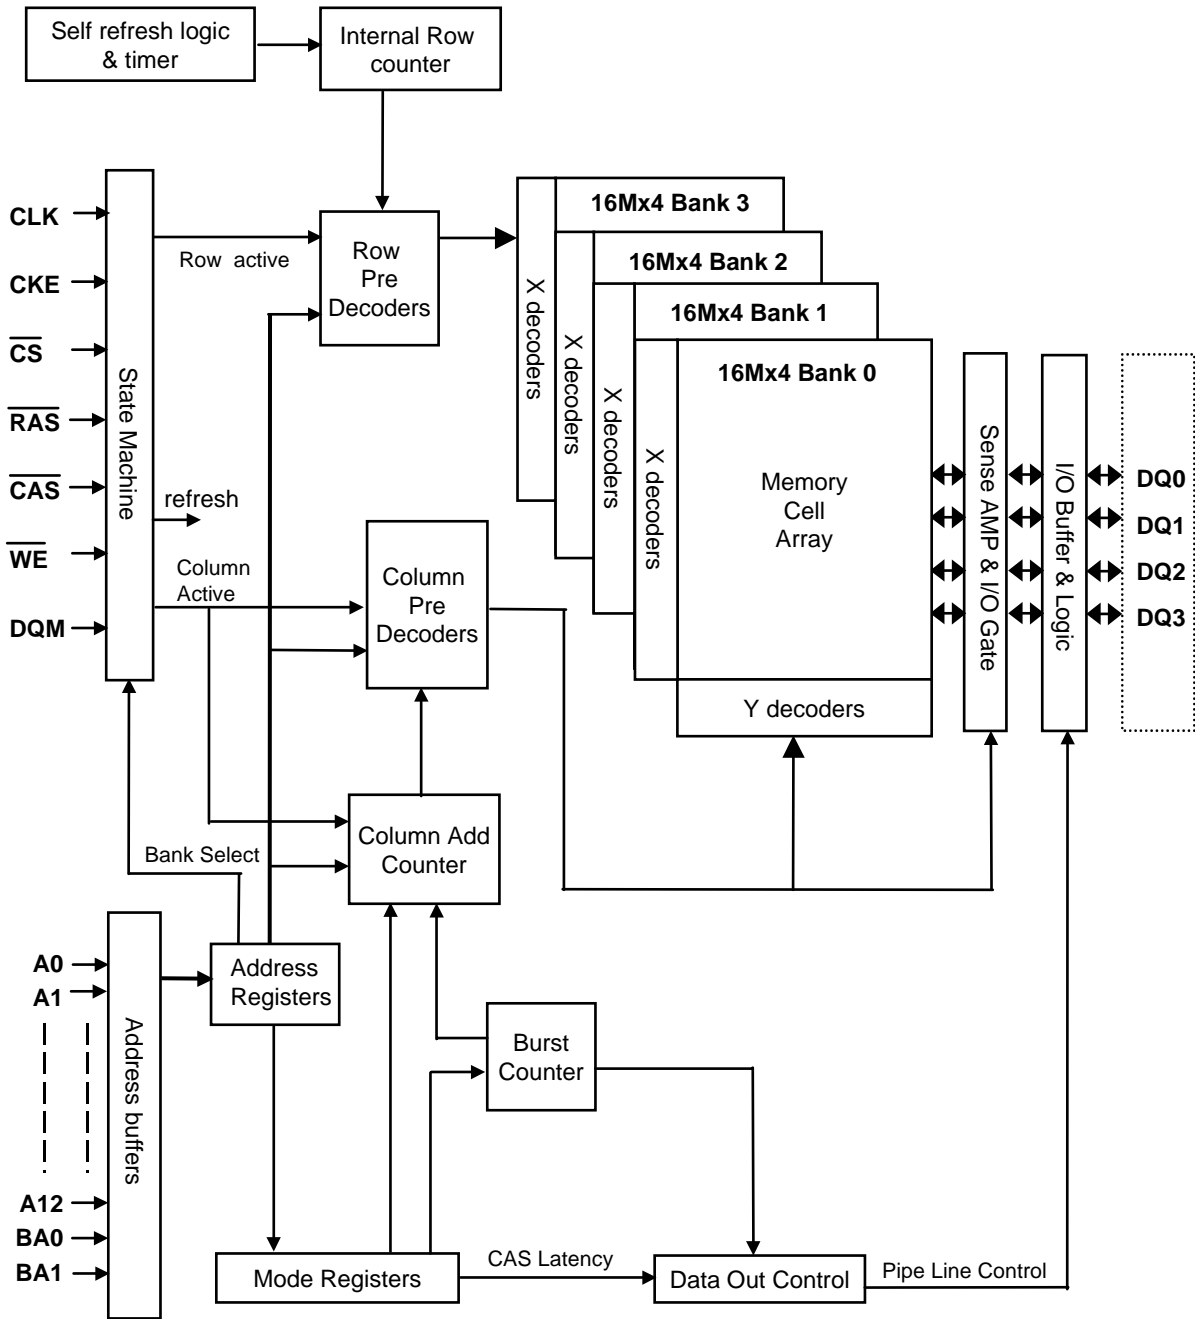 Self refresh logic
& timer
Internal Row
counter
CLK
CKE
CS
RAS
CAS
WE
DQM
State Machine
Row active
refresh
Column
Active
Bank Select
Row
Pre
Decoders
Column
Pre
Decoders
Column Add
Counter
X decoders
X decoders
X decoders
X decoders
16Mx4 Bank 3
16Mx4 Bank 2
16Mx4 Bank 1
16Mx4 Bank 0
Memory
Cell
Array
Y decoders
Sense AMP & I/O Gate
I/O Buffer & Logic
DQ0
DQ1
DQ2
DQ3
A0
A1
A12
BA0
BA1
Address buffers
Address
Registers
Burst
Counter
Mode Registers
CAS Latency
Data Out Control
Pipe Line Control